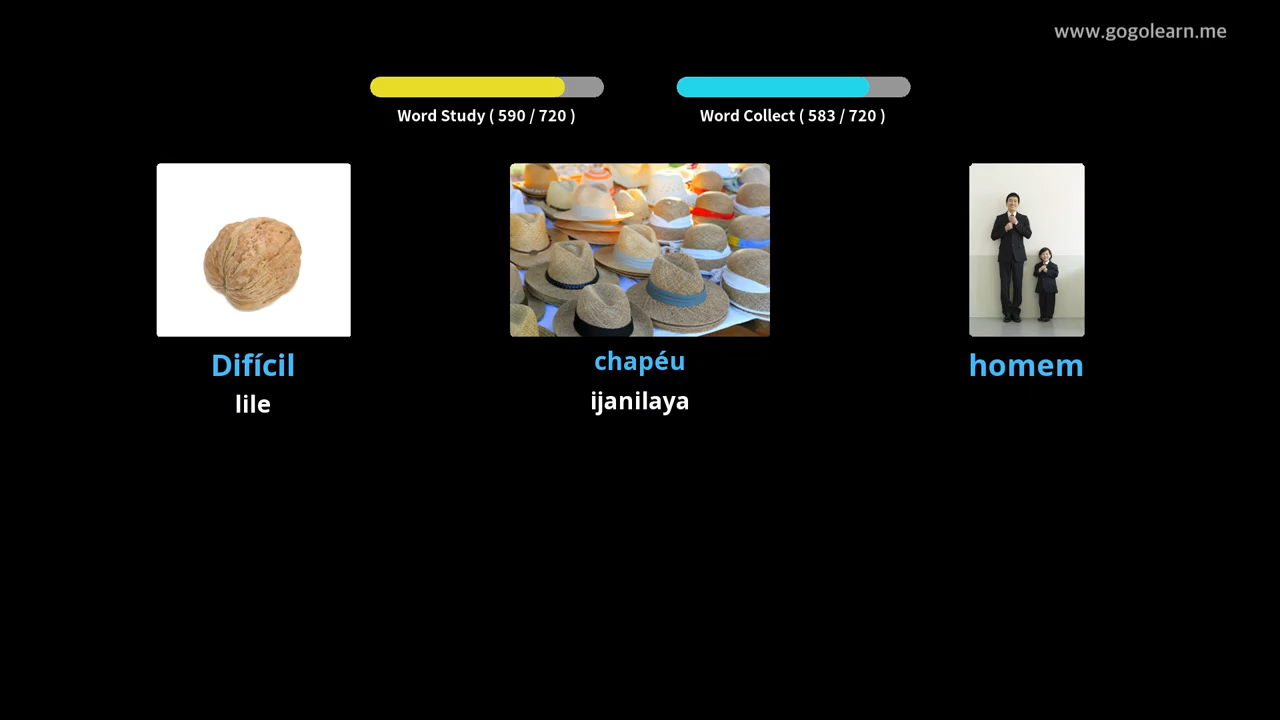 www.gogolearn.me
Word Study ( 590 / 720 )
Word Collect ( 583 / 720 )
Difícil
lile
chapéu
ijanilaya
homem